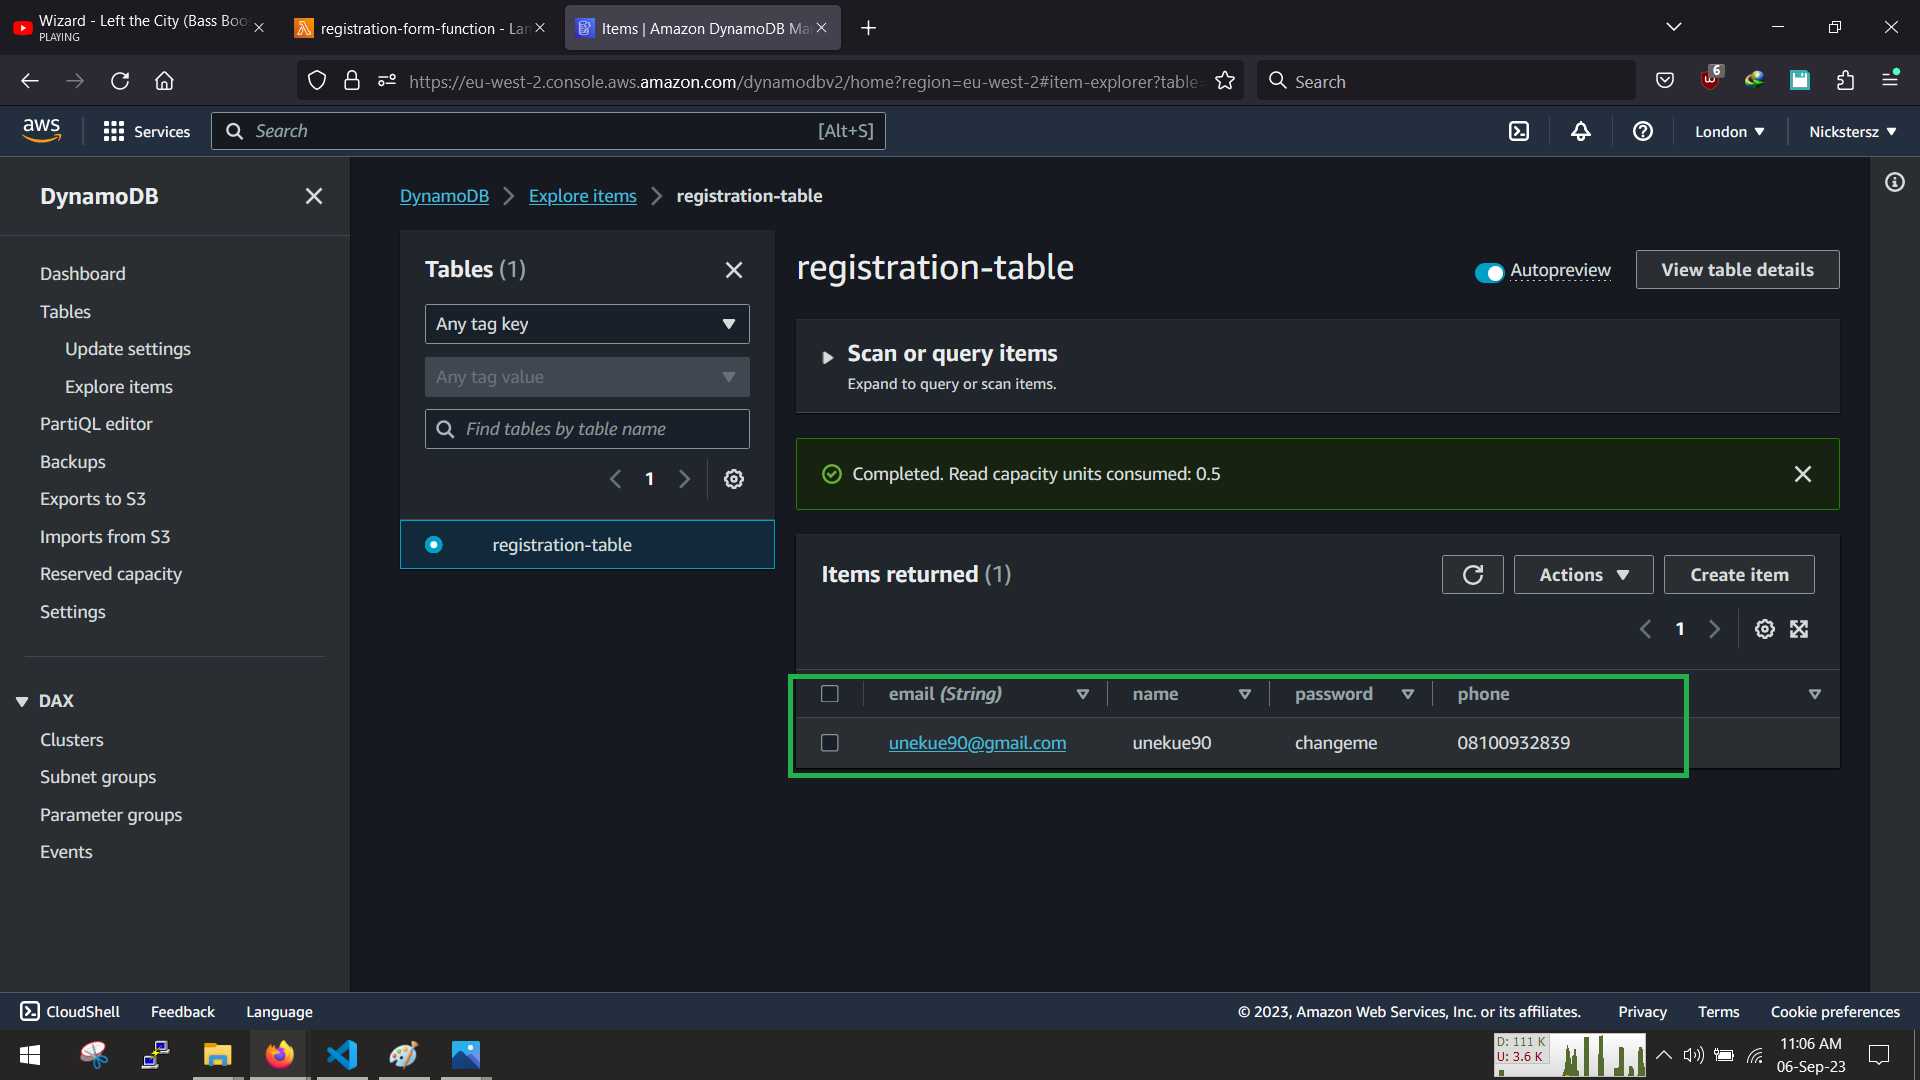 Wizard - Left the City (Bass Boo
PLAYING
registration-form-function - Lan
Items | Amazon DynamoDB Ma
https://eu-west-2.console.aws.amazon.com/dynamodbv2/home?region=eu-west-2#item-explorer?table=
Search
6
aws
Services
Search
[Alt+S]
London
Nickstersz
DynamoDB
Dashboard
Tables
Update settings
Explore items
PartiQL editor
Backups
Exports to S3
Imports from S3
Reserved capacity
Settings
DAX
Clusters
Subnet groups
Parameter groups
Events
DynamoDB
Explore items
registration-table
Tables (1)
Any tag key
Any tag value
Find tables by table name
1
registration-table
registration-table
Autopreview
View table details
Scan or query items
Expand to query or scan items.
Completed. Read capacity units consumed: 0.5
Items returned (1)
Actions
Create item
1
email (String) name password phone
unekue90@gmail.com unekue90 changeme 08100932839
CloudShell
Feedback
Language
© 2023, Amazon Web Services, Inc. or its affiliates.
Privacy
Terms
Cookie preferences
D: 111 K
U: 3.6 K
11:06 AM
06-Sep-23